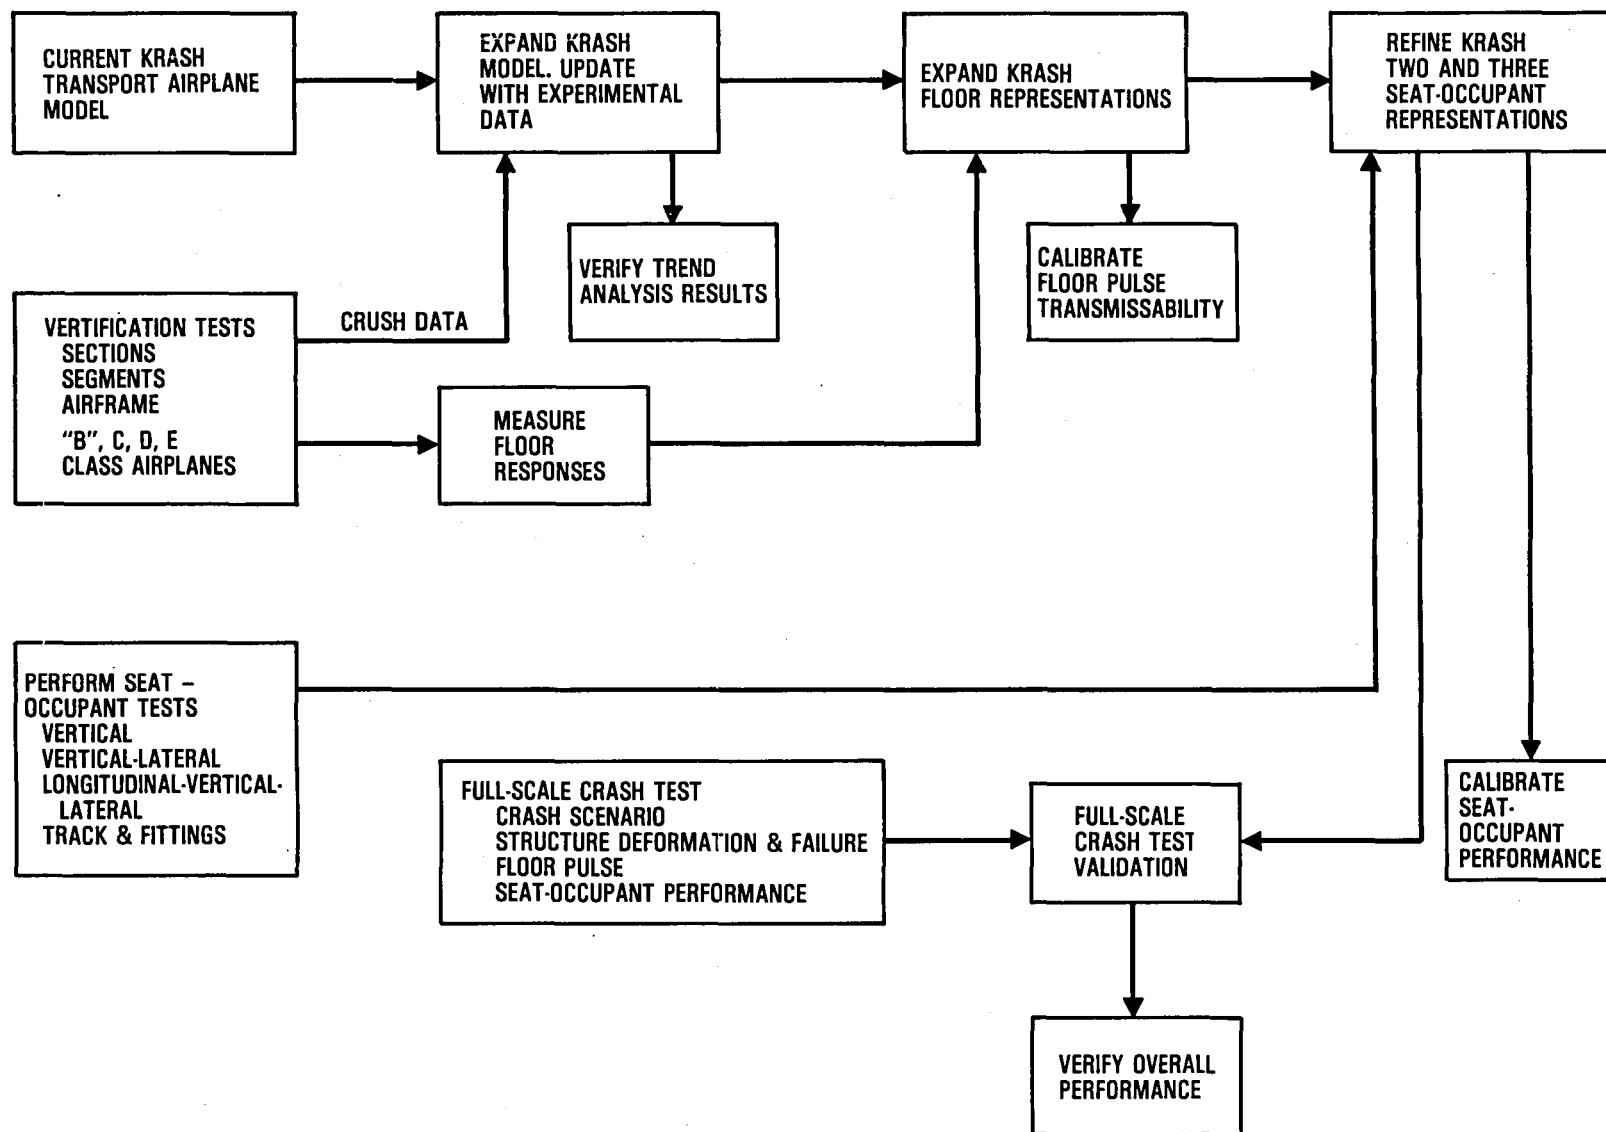 CURRENT KRASH
TRANSPORT AIRPLANE
MODEL
EXPAND KRASH
MODEL. UPDATE
WITH EXPERIMENTAL
DATA
EXPAND KRASH
FLOOR REPRESENTATIONS
REFINE KRASH
TWO AND THREE
SEAT-OCCUPANT
REPRESENTATIONS
VERIFY TREND
ANALYSIS RESULTS
CALIBRATE
FLOOR PULSE
TRANSMISSABILITY
VERTIFICATION TESTS
SECTIONS
SEGMENTS
AIRFRAME
"B", C, D, E
CLASS AIRPLANES
CRUSH DATA
MEASURE
FLOOR
RESPONSES
PERFORM SEAT –
OCCUPANT TESTS
VERTICAL
VERTICAL-LATERAL
LONGITUDINAL-VERTICAL-
LATERAL
TRACK & FITTINGS
FULL-SCALE CRASH TEST
CRASH SCENARIO
STRUCTURE DEFORMATION & FAILURE
FLOOR PULSE
SEAT-OCCUPANT PERFORMANCE
FULL-SCALE
CRASH TEST
VALIDATION
CALIBRATE
SEAT-
OCCUPANT
PERFORMANCE
VERIFY OVERALL
PERFORMANCE